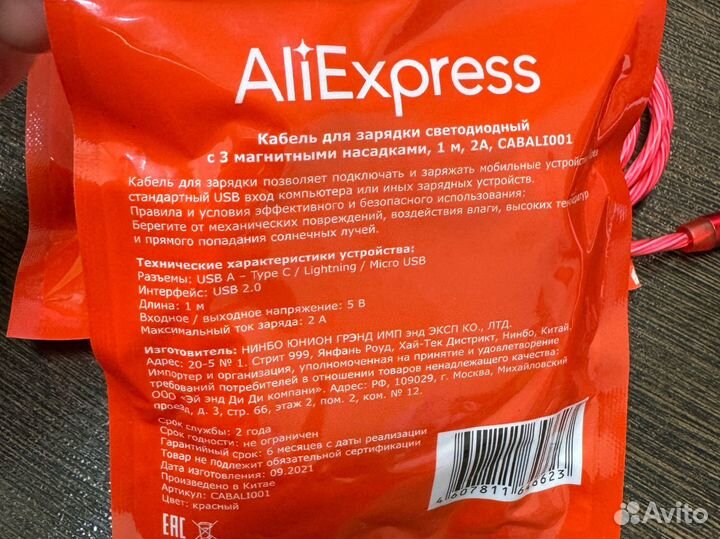 AliExpress
Кабель для зарядки светодиодный
с 3 магнитными насадками, 1 м, 2А, CABALI001
Кабель для зарядки позволяет подключать и заряжать мобильные
стандартный USB вход компьютера или иных зарядных устройств.
Правила и условия эффективного и безопасного использования:
Берегите от механических повреждений, воздействия влаги, высоких температур
и прямого попадания солнечных лучей.
Технические характеристики устройства:
Разъемы: USB A – Type C / Lightning / Micro USB
Интерфейс: USB 2.0
Длина: 1 м
Входное / выходное напряжение: 5 В
Максимальный ток заряда: 2 А
Изготовитель: НИНБО ЮНИОН ГРЭНД ИМП энд ЭКСП КО., ЛТД.
Адрес: 20-5 № 1. Стрит 999, Янфань Роуд, Хай-Тек Дистрикт, Нинбо, Китай.
Импортер и организация, уполномоченная на принятие и удовлетворение
требований потребителей в отношении товаров ненадлежащего качества:
ООО «Эй энд Ди Ди компани». Адрес: РФ, 109029, г. Москва, Михайловский
проезд, д. 3, стр. 66, этаж 2, пом. 2, ком. № 12.
Срок службы: 2 года
Срок годности: не ограничен
Гарантийный срок: 6 месяцев с даты реализации
Товар не подлежит обязательной сертификации
Дата изготовления: 09.2021
Произведено в Китае
Артикул: CABALI001
Цвет: красный
EAC
Avito